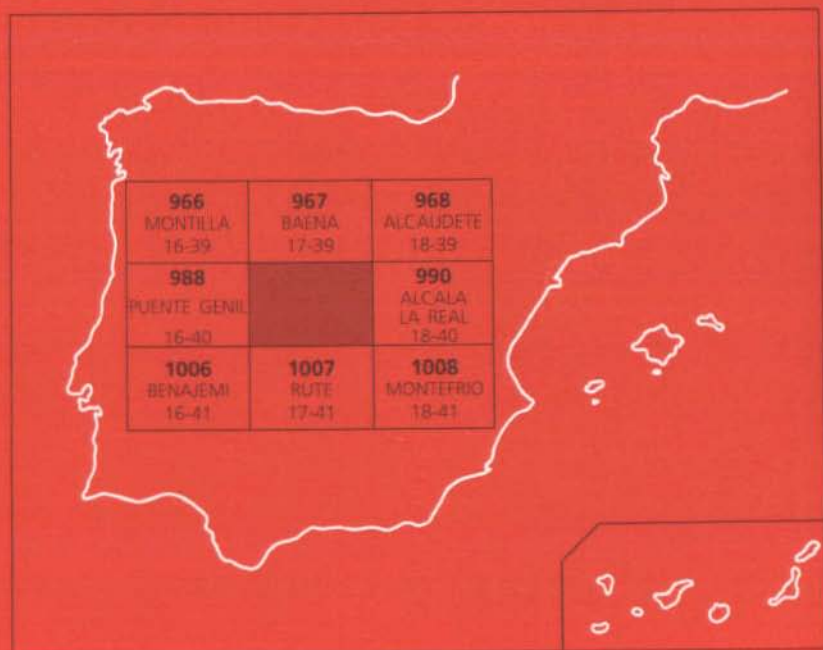 966
MONTILLA
16-39
967
BAENA
17-39
968
ALCAUDETE
18-39
988
PUENTE GENIL
16-40
990
ALCALA
LA REAL
18-40
1006
BENAJEMI
16-41
1007
RUTE
17-41
1008
MONTEFRIO
18-41